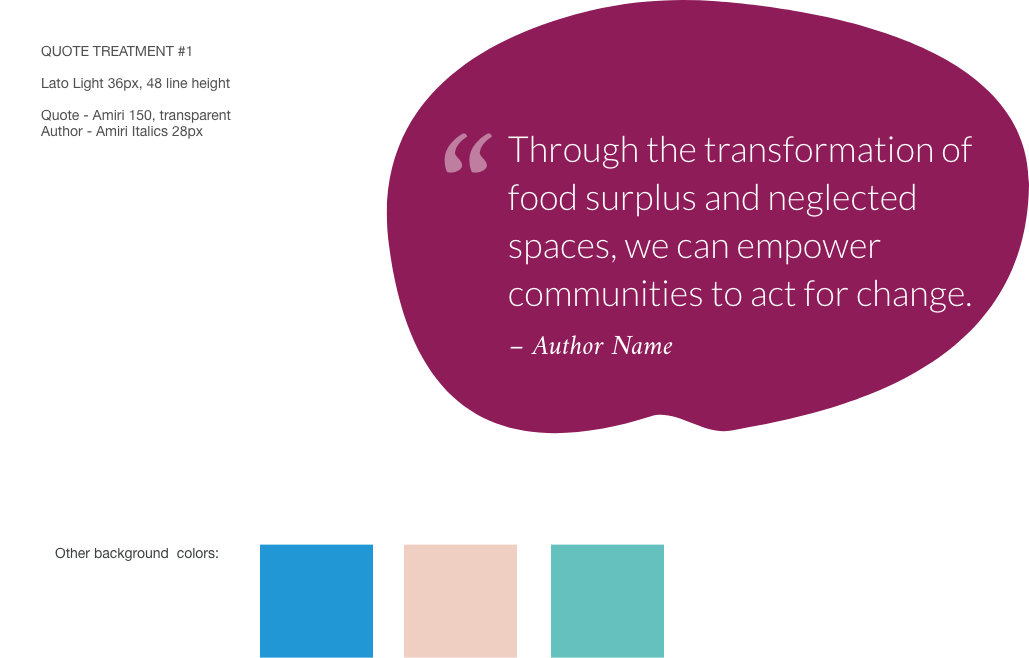 QUOTE TREATMENT #1
Lato Light 36px, 48 line height
Quote - Amiri 150, transparent
Author - Amiri Italics 28px
“ Through the transformation of
food surplus and neglected
spaces, we can empower
communities to act for change.
– Author Name
Other background  colors: